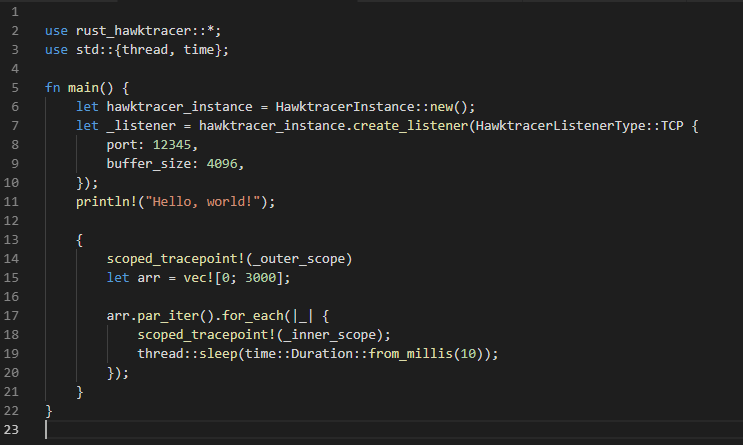 1
2 use rust_hawktracer::*;
3 use std::{thread, time};
4
5 fn main() {
6     let hawktracer_instance = HawktracerInstance::new();
7     let _listener = hawktracer_instance.create_listener(HawktracerListenerType::TCP {
8         port: 12345,
9         buffer_size: 4096,
10     });
11     println!("Hello, world!");
12
13     {
14         scoped_tracepoint!(_outer_scope)
15         let arr = vec![0; 3000];
16
17         arr.par_iter().for_each(|_| {
18             scoped_tracepoint!(_inner_scope);
19             thread::sleep(time::Duration::from_millis(10));
20         });
21     }
22 }
23